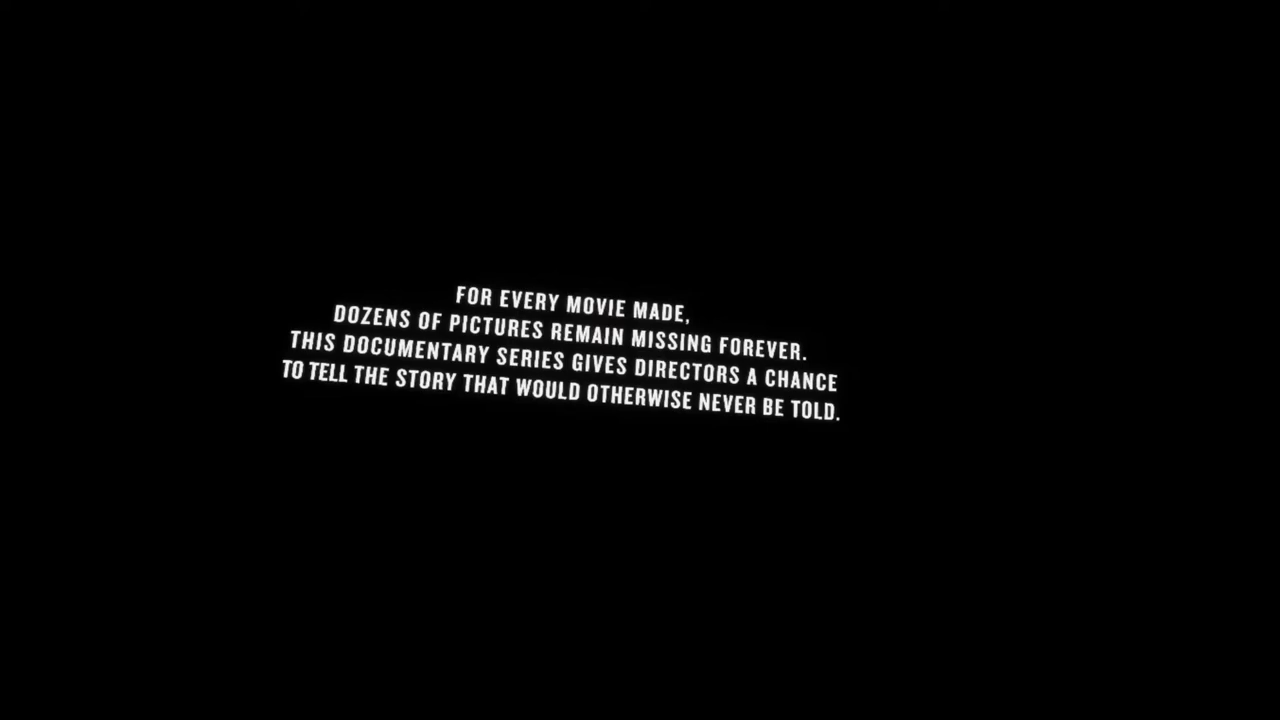 FOR EVERY MOVIE MADE,
DOZENS OF PICTURES REMAIN MISSING FOREVER.
THIS DOCUMENTARY SERIES GIVES DIRECTORS A CHANCE
TO TELL THE STORY THAT WOULD OTHERWISE NEVER BE TOLD.